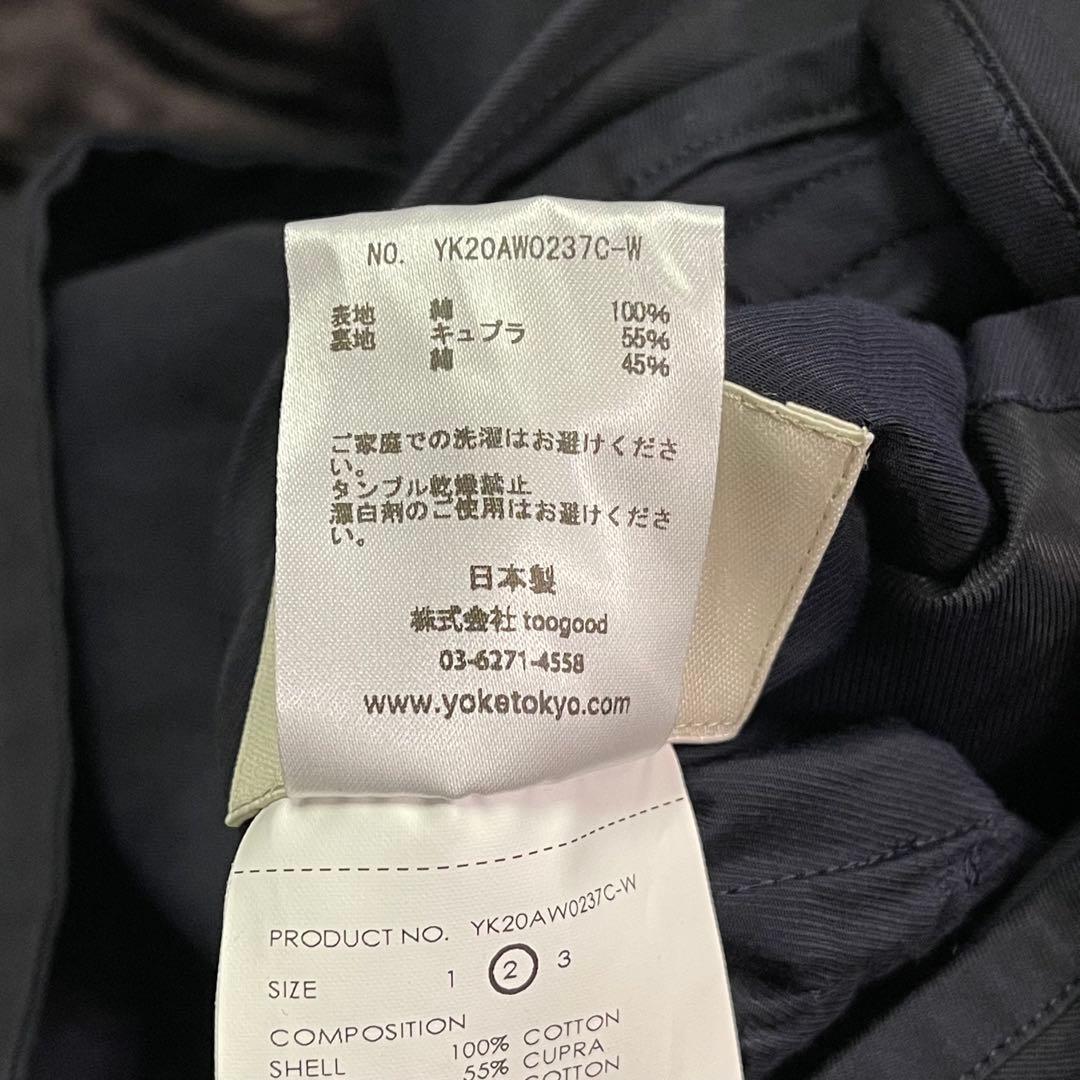 NO. YK20AW0237C-W
表地 綿 100%
裏地 キュプラ 55%
綿 45%
ご家庭での洗濯はお避けくださ
い。
タンブル乾燥禁止
漂白剤のご使用はお避けくださ
い。
日本製
株式会社 toogood
03-6271-4558
www.yoketokyo.com
PRODUCT NO. YK20AW0237C-W
SIZE 1 2 3
COMPOSITION
SHELL 100% COTTON
55% CUPRA
COTTON